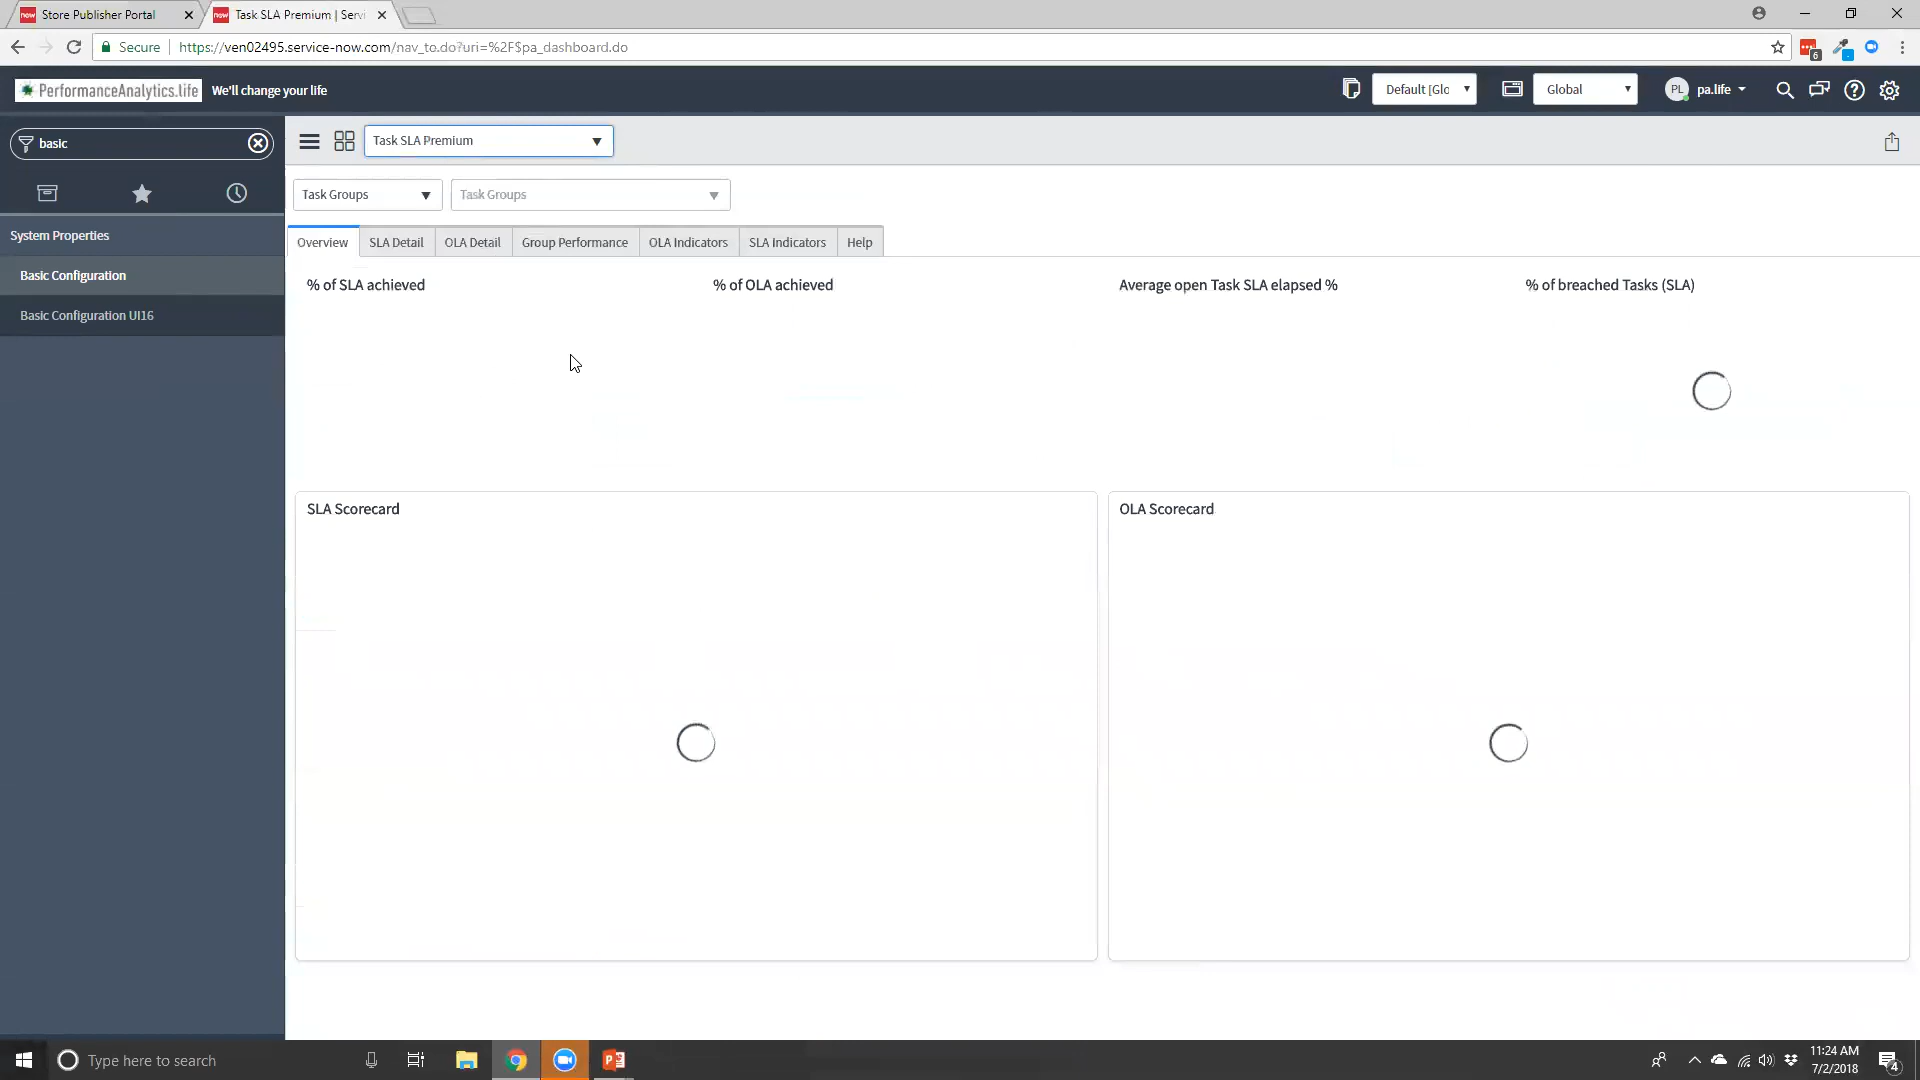 Store Publisher Portal
Task SLA Premium | Servi
Secure
https://ven02495.service-now.com/nav_to.do?uri=%2F$pa_dashboard.do
6
PerformanceAnalytics.life
We'll change your life
Default [Glo
Global
PL
pa.life
basic
Task SLA Premium
Task Groups
Task Groups
System Properties
Basic Configuration
Basic Configuration UI16
Overview
SLA Detail
OLA Detail
Group Performance
OLA Indicators
SLA Indicators
Help
% of SLA achieved
% of OLA achieved
Average open Task SLA elapsed %
% of breached Tasks (SLA)
SLA Scorecard
OLA Scorecard
Type here to search
11:24 AM
7/2/2018
4